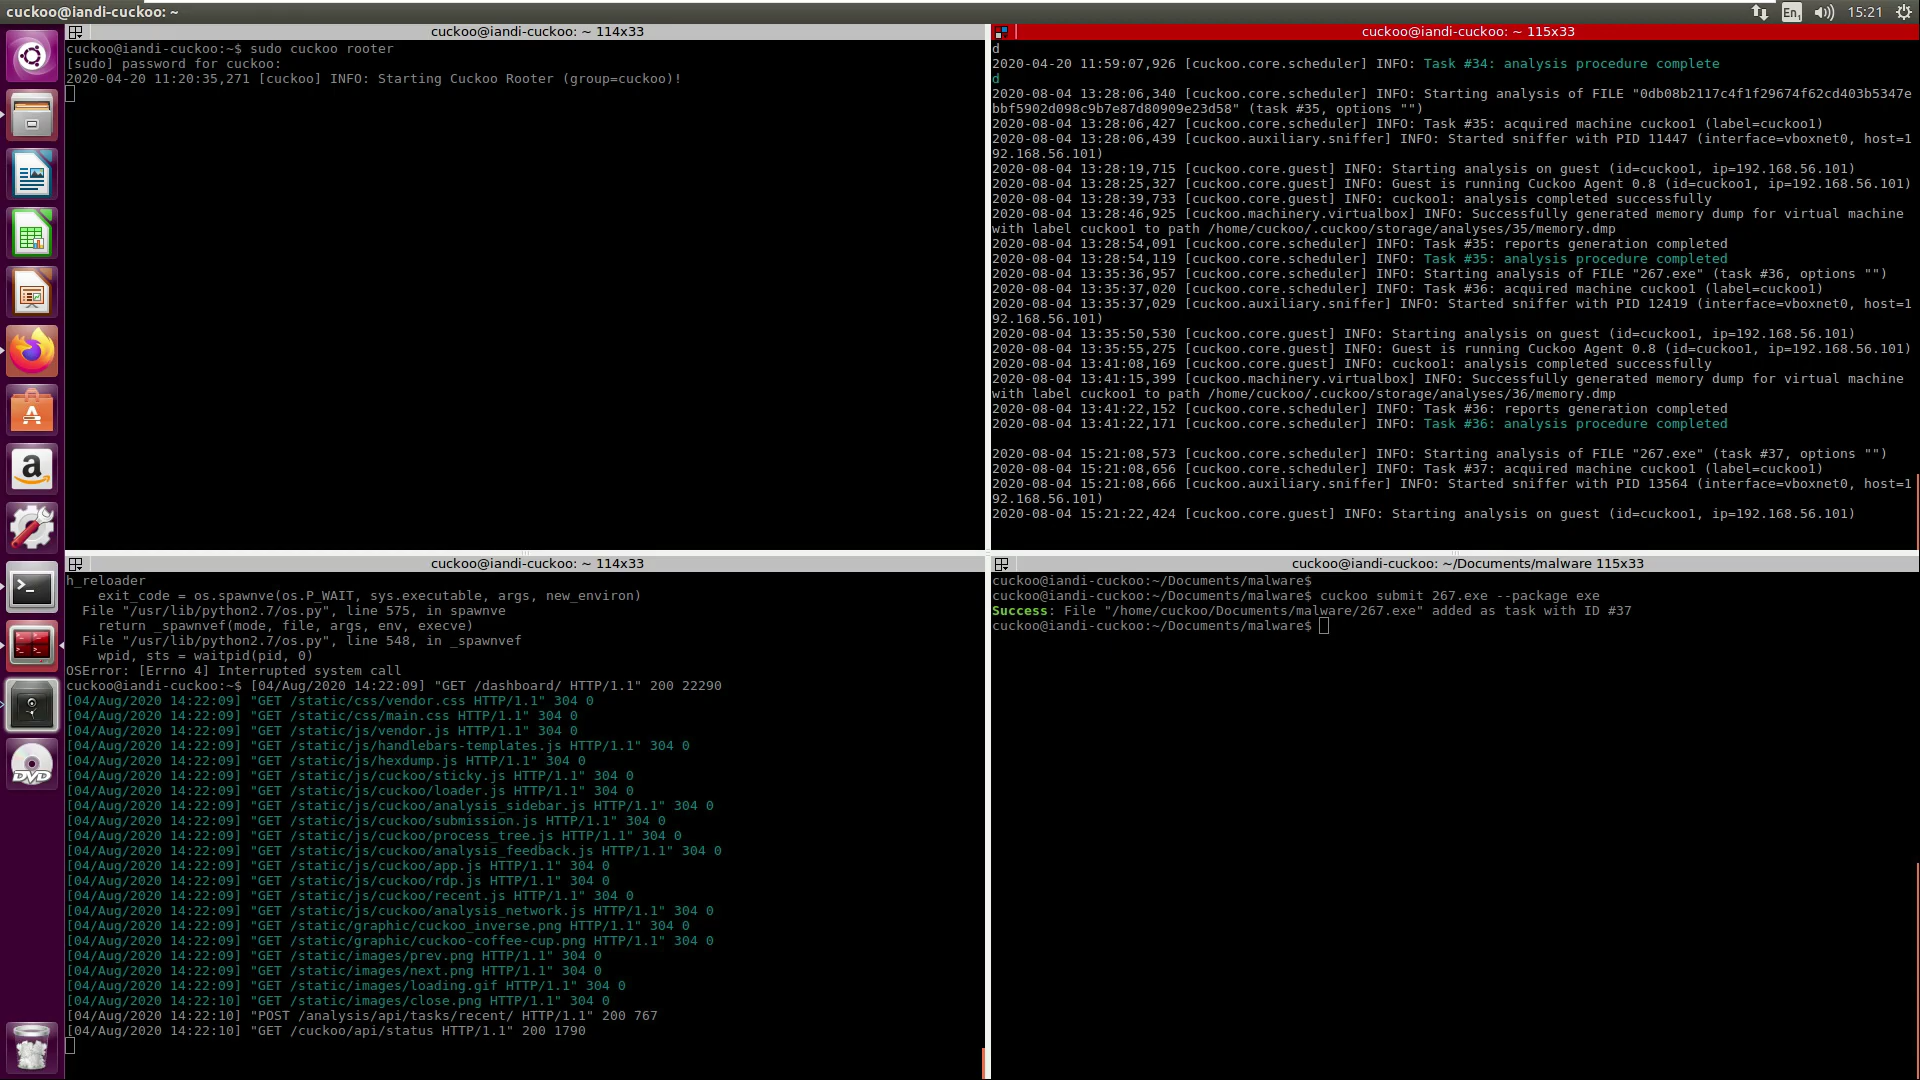 cuckoo@iandi-cuckoo: ~
En1
15:21
cuckoo@iandi-cuckoo: ~ 114x33
cuckoo@iandi-cuckoo:~$ sudo cuckoo rooter
[sudo] password for cuckoo:
2020-04-20 11:20:35,271 [cuckoo] INFO: Starting Cuckoo Rooter (group=cuckoo)!
cuckoo@iandi-cuckoo: ~ 115x33
d
2020-04-20 11:59:07,926 [cuckoo.core.scheduler] INFO: Task #34: analysis procedure complete
d
2020-08-04 13:28:06,340 [cuckoo.core.scheduler] INFO: Starting analysis of FILE "0db08b2117c4f1f29674f62cd403b5347e
bbf5902d098c9b7e87d80909e23d58" (task #35, options "")
2020-08-04 13:28:06,427 [cuckoo.core.scheduler] INFO: Task #35: acquired machine cuckoo1 (label=cuckoo1)
2020-08-04 13:28:06,439 [cuckoo.auxiliary.sniffer] INFO: Started sniffer with PID 11447 (interface=vboxnet0, host=1
92.168.56.101)
2020-08-04 13:28:19,715 [cuckoo.core.guest] INFO: Starting analysis on guest (id=cuckoo1, ip=192.168.56.101)
2020-08-04 13:28:25,327 [cuckoo.core.guest] INFO: Guest is running Cuckoo Agent 0.8 (id=cuckoo1, ip=192.168.56.101)
2020-08-04 13:28:39,733 [cuckoo.core.guest] INFO: cuckoo1: analysis completed successfully
2020-08-04 13:28:46,925 [cuckoo.machinery.virtualbox] INFO: Successfully generated memory dump for virtual machine
with label cuckoo1 to path /home/cuckoo/.cuckoo/storage/analyses/35/memory.dmp
2020-08-04 13:28:54,091 [cuckoo.core.scheduler] INFO: Task #35: reports generation completed
2020-08-04 13:28:54,119 [cuckoo.core.scheduler] INFO: Task #35: analysis procedure completed
2020-08-04 13:35:36,957 [cuckoo.core.scheduler] INFO: Starting analysis of FILE "267.exe" (task #36, options "")
2020-08-04 13:35:37,020 [cuckoo.core.scheduler] INFO: Task #36: acquired machine cuckoo1 (label=cuckoo1)
2020-08-04 13:35:37,029 [cuckoo.auxiliary.sniffer] INFO: Started sniffer with PID 12419 (interface=vboxnet0, host=1
92.168.56.101)
2020-08-04 13:35:50,530 [cuckoo.core.guest] INFO: Starting analysis on guest (id=cuckoo1, ip=192.168.56.101)
2020-08-04 13:35:55,275 [cuckoo.core.guest] INFO: Guest is running Cuckoo Agent 0.8 (id=cuckoo1, ip=192.168.56.101)
2020-08-04 13:41:08,169 [cuckoo.core.guest] INFO: cuckoo1: analysis completed successfully
2020-08-04 13:41:15,399 [cuckoo.machinery.virtualbox] INFO: Successfully generated memory dump for virtual machine
with label cuckoo1 to path /home/cuckoo/.cuckoo/storage/analyses/36/memory.dmp
2020-08-04 13:41:22,152 [cuckoo.core.scheduler] INFO: Task #36: reports generation completed
2020-08-04 13:41:22,171 [cuckoo.core.scheduler] INFO: Task #36: analysis procedure completed
2020-08-04 15:21:08,573 [cuckoo.core.scheduler] INFO: Starting analysis of FILE "267.exe" (task #37, options "")
2020-08-04 15:21:08,656 [cuckoo.core.scheduler] INFO: Task #37: acquired machine cuckoo1 (label=cuckoo1)
2020-08-04 15:21:08,666 [cuckoo.auxiliary.sniffer] INFO: Started sniffer with PID 13564 (interface=vboxnet0, host=1
92.168.56.101)
2020-08-04 15:21:22,424 [cuckoo.core.guest] INFO: Starting analysis on guest (id=cuckoo1, ip=192.168.56.101)
cuckoo@iandi-cuckoo: ~ 114x33
h_reloader
exit_code = os.spawnve(os.P_WAIT, sys.executable, args, new_environ)
File "/usr/lib/python2.7/os.py", line 575, in spawnve
return _spawnvef(mode, file, args, env, execve)
File "/usr/lib/python2.7/os.py", line 548, in _spawnvef
wpid, sts = waitpid(pid, 0)
OSError: [Errno 4] Interrupted system call
cuckoo@iandi-cuckoo:~$ [04/Aug/2020 14:22:09] "GET /dashboard/ HTTP/1.1" 200 22290
[04/Aug/2020 14:22:09] "GET /static/css/vendor.css HTTP/1.1" 304 0
[04/Aug/2020 14:22:09] "GET /static/css/main.css HTTP/1.1" 304 0
[04/Aug/2020 14:22:09] "GET /static/js/vendor.js HTTP/1.1" 304 0
[04/Aug/2020 14:22:09] "GET /static/js/handlebars-templates.js HTTP/1.1" 304 0
[04/Aug/2020 14:22:09] "GET /static/js/hexdump.js HTTP/1.1" 304 0
[04/Aug/2020 14:22:09] "GET /static/js/cuckoo/sticky.js HTTP/1.1" 304 0
[04/Aug/2020 14:22:09] "GET /static/js/cuckoo/loader.js HTTP/1.1" 304 0
[04/Aug/2020 14:22:09] "GET /static/js/cuckoo/analysis_sidebar.js HTTP/1.1" 304 0
[04/Aug/2020 14:22:09] "GET /static/js/cuckoo/submission.js HTTP/1.1" 304 0
[04/Aug/2020 14:22:09] "GET /static/js/cuckoo/process_tree.js HTTP/1.1" 304 0
[04/Aug/2020 14:22:09] "GET /static/js/cuckoo/analysis_feedback.js HTTP/1.1" 304 0
[04/Aug/2020 14:22:09] "GET /static/js/cuckoo/app.js HTTP/1.1" 304 0
[04/Aug/2020 14:22:09] "GET /static/js/cuckoo/rdp.js HTTP/1.1" 304 0
[04/Aug/2020 14:22:09] "GET /static/js/cuckoo/recent.js HTTP/1.1" 304 0
[04/Aug/2020 14:22:09] "GET /static/js/cuckoo/analysis_network.js HTTP/1.1" 304 0
[04/Aug/2020 14:22:09] "GET /static/graphic/cuckoo_inverse.png HTTP/1.1" 304 0
[04/Aug/2020 14:22:09] "GET /static/graphic/cuckoo-coffee-cup.png HTTP/1.1" 304 0
[04/Aug/2020 14:22:09] "GET /static/images/prev.png HTTP/1.1" 304 0
[04/Aug/2020 14:22:09] "GET /static/images/next.png HTTP/1.1" 304 0
[04/Aug/2020 14:22:09] "GET /static/images/loading.gif HTTP/1.1" 304 0
[04/Aug/2020 14:22:10] "GET /static/images/close.png HTTP/1.1" 304 0
[04/Aug/2020 14:22:10] "POST /analysis/api/tasks/recent/ HTTP/1.1" 200 767
[04/Aug/2020 14:22:10] "GET /cuckoo/api/status HTTP/1.1" 200 1790
cuckoo@iandi-cuckoo: ~/Documents/malware 115x33
cuckoo@iandi-cuckoo:~/Documents/malware$
cuckoo@iandi-cuckoo:~/Documents/malware$ cuckoo submit 267.exe --package exe
Success: File "/home/cuckoo/Documents/malware/267.exe" added as task with ID #37
cuckoo@iandi-cuckoo:~/Documents/malware$
A
a
DVD